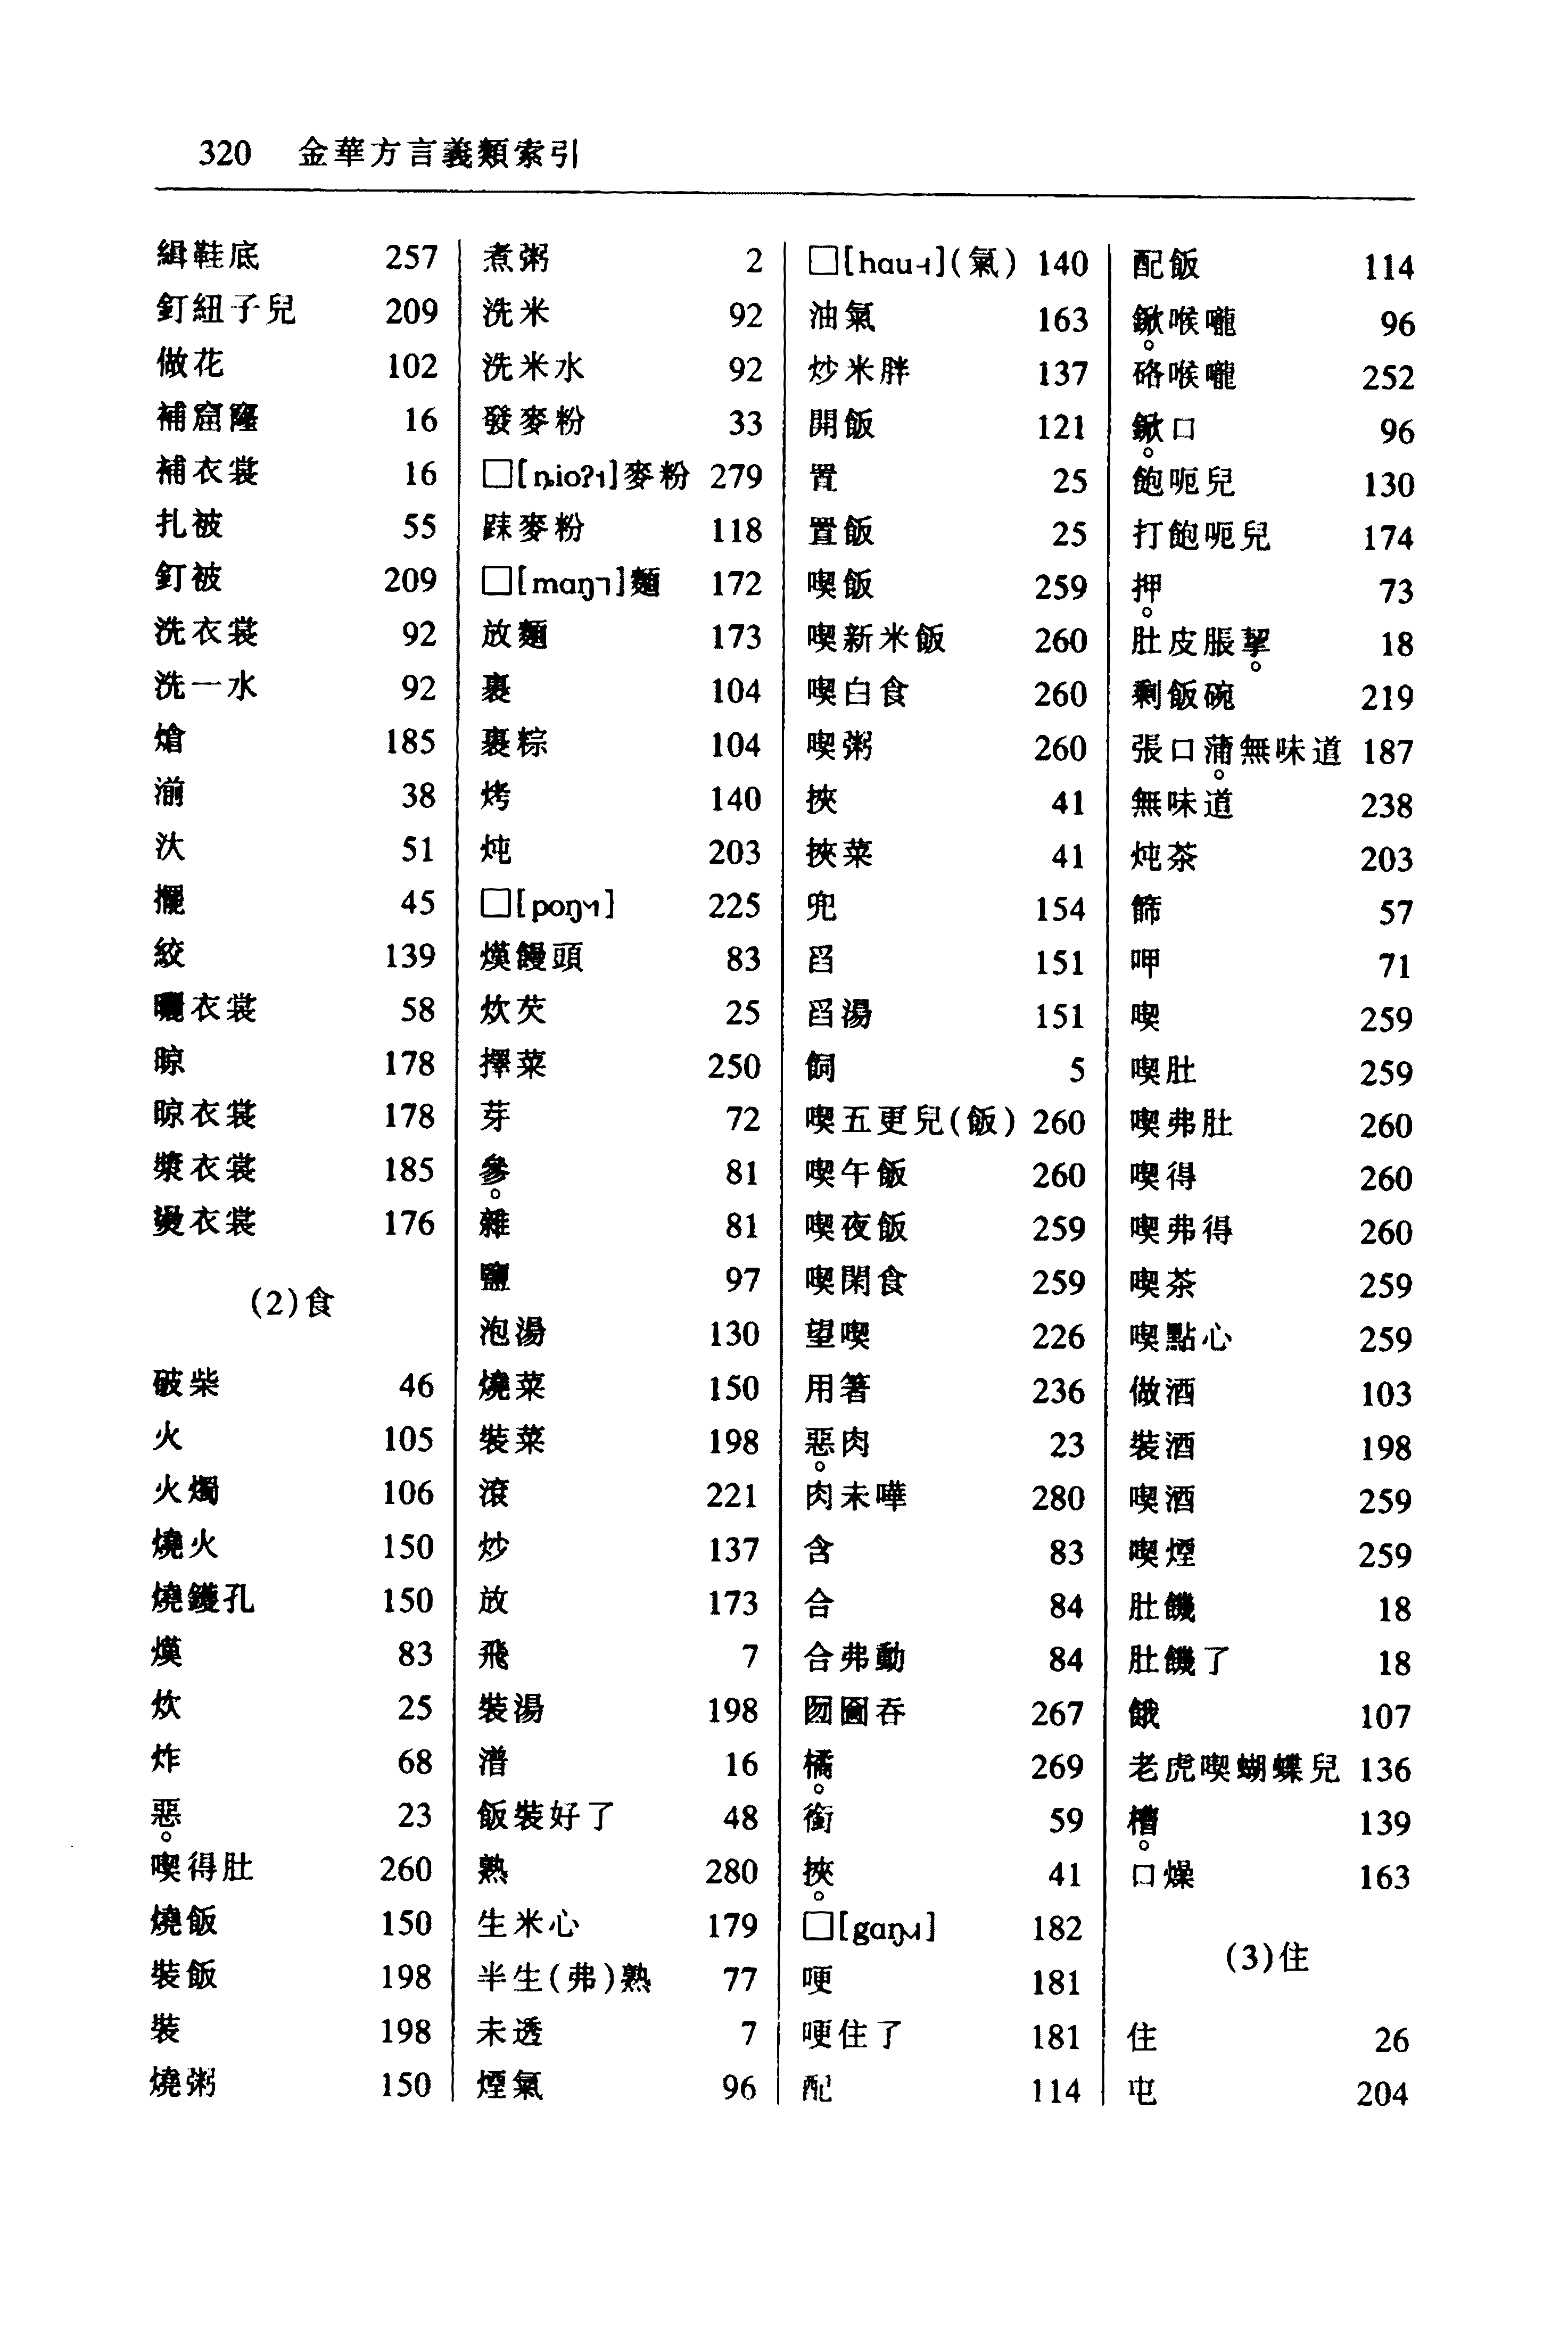 320 金華方言義類索引
緝鞋底 257
釘紐子兒 209
做花 102
補窟窿 16
補衣裳 16
扎被 55
釘被 209
洗衣裳 92
洗一水 92
熗 185
湔 38
汏 51
擺 45
絞 139
曬衣裳 58
晾 178
晾衣裳 178
漿衣裳 185
燙衣裳 176
(2)食
破柴 46
火 105
火燭 106
燒火 150
燒鑊孔 150
熯 83
炊 25
炸 68
惡。 23
喫得肚 260
燒飯 150
裝飯 198
裝 198
燒粥 150
煮粥 2
洗米 92
洗米水 92
發麥粉 33
□[ȵioʔ˧]麥粉 279
䟴麥粉 118
□[mɑŋ˥]麵 172
放麵 173
裹 104
裹粽 104
烤 140
炖 203
□[poŋ] 225
熯饅頭 83
炊芡 25
擇菜 250
芽 72
參。 81
雜 81
鹽 97
泡湯 130
燒菜 150
裝菜 198
滾 221
炒 137
放 173
飛 7
裝湯 198
潽 16
飯裝好了 48
熟 280
生米心 179
半生(弗)熟 77
未透 7
煙氣 96
□[hɑu˧](氣) 140
油氣 163
炒米胖 137
開飯 121
置 25
置飯 25
喫飯 259
喫新米飯 260
喫白食 260
喫粥 260
挾 41
挾菜 41
兜 154
舀 151
舀湯 151
飼 5
喫五更兒(飯) 260
喫午飯 260
喫夜飯 259
喫閑食 259
望喫 226
用箸 236
惡。肉 23
肉未嘩 280
含 83
合 84
合弗動 84
囫圇吞 267
橘。 269
銜 59
挾。 41
□[gɑŋ] 182
哽 181
哽住了 181
配 114
配飯 114
鍁。喉嚨 96
硌喉嚨 252
鍁。口 96
飽呃兒 130
打飽呃兒 174
押。 73
肚皮脹挐。 18
剩飯碗 219
張口蒲。無味道 187
無味道 238
炖茶 203
篩 57
呷 71
喫 259
喫肚 259
喫弗肚 260
喫得 260
喫弗得 260
喫茶 259
喫點心 259
做酒 103
裝酒 198
喫酒 259
喫煙 259
肚饑 18
肚饑了 18
餓 107
老虎喫蝴蝶兒 136
槽。 139
口燥 163
(3)住
住 26
屯 204